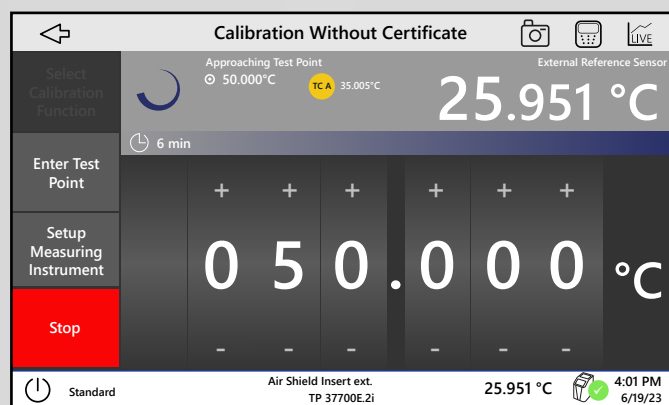 Calibration Without Certificate
LIVE
Select
Calibration
Function
Approaching Test Point
50.000°C
TC A
35.005°C
External Reference Sensor
25.951 °C
6 min
Enter Test
Point
Setup
Measuring
Instrument
Stop
+ + + + + +
0 5 0 . 0 0 0 °C
- - - - - -
Standard
Air Shield Insert ext.
TP 37700E.2i
25.951 °C
4:01 PM
6/19/23